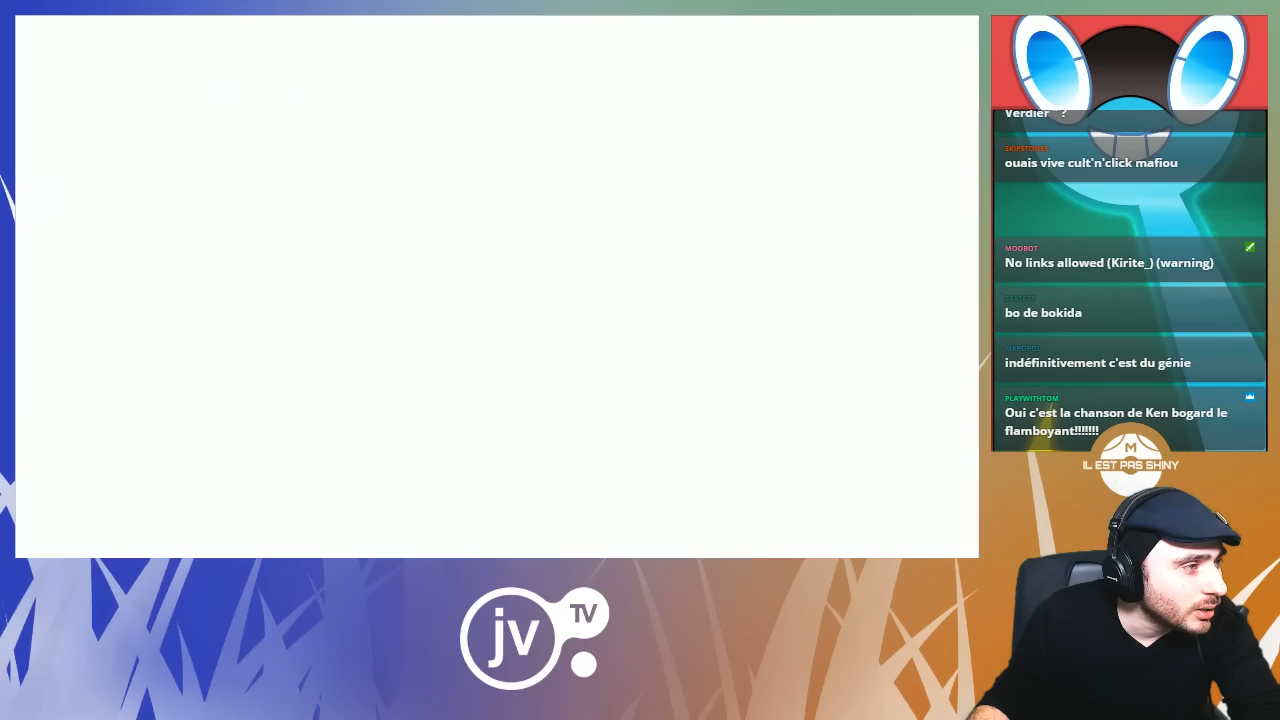 Verdier " ?
SKIPSTONES
ouais vive cult'n'click mafiou
MOOBOT
No links allowed (Kirite_) (warning)
bo de bokida
MRPOPOL
indéfinitivement c'est du génie
PLAYWITHTOM
Oui c'est la chanson de Ken bogard le
flamboyant!!!!!!!
M
IL EST PAS SHINY
jv TV